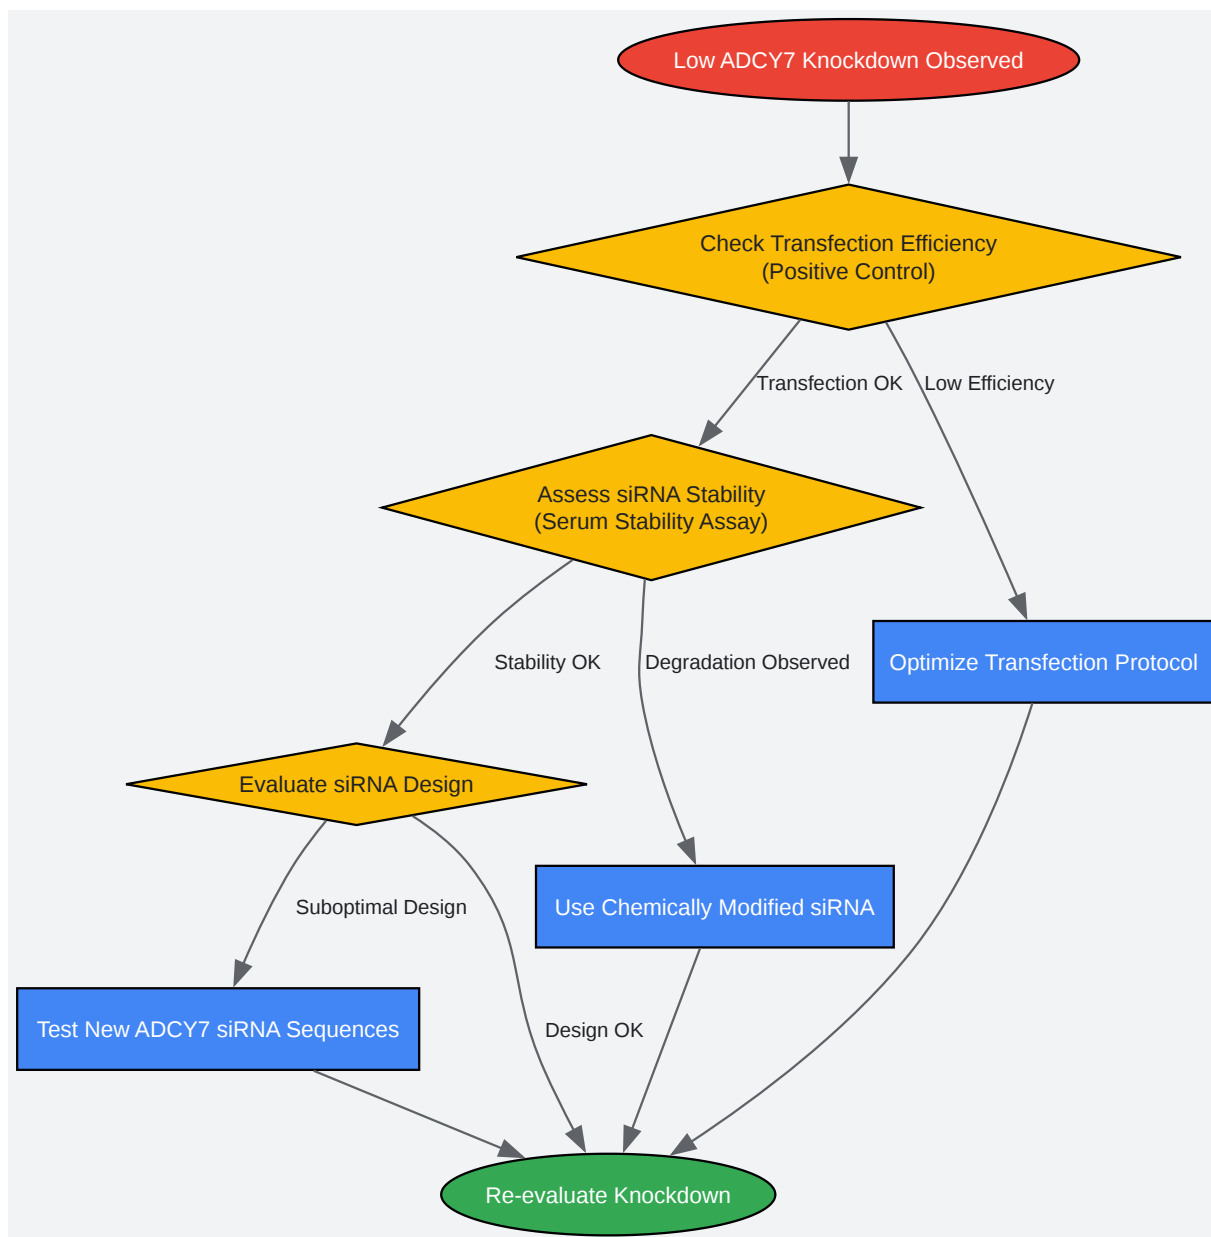 Low ADCY7 Knockdown Observed
Check Transfection Efficiency
(Positive Control)
Transfection OK
Low Efficiency
Assess siRNA Stability
(Serum Stability Assay)
Stability OK
Degradation Observed
Optimize Transfection Protocol
Evaluate siRNA Design
Suboptimal Design
Use Chemically Modified siRNA
Test New ADCY7 siRNA Sequences
Design OK
Re-evaluate Knockdown